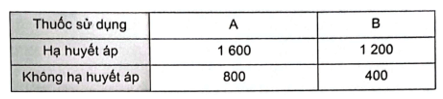 Thuốc sử dụng A B
Hạ huyết áp 1 600 1 200
Không hạ huyết áp 800 400